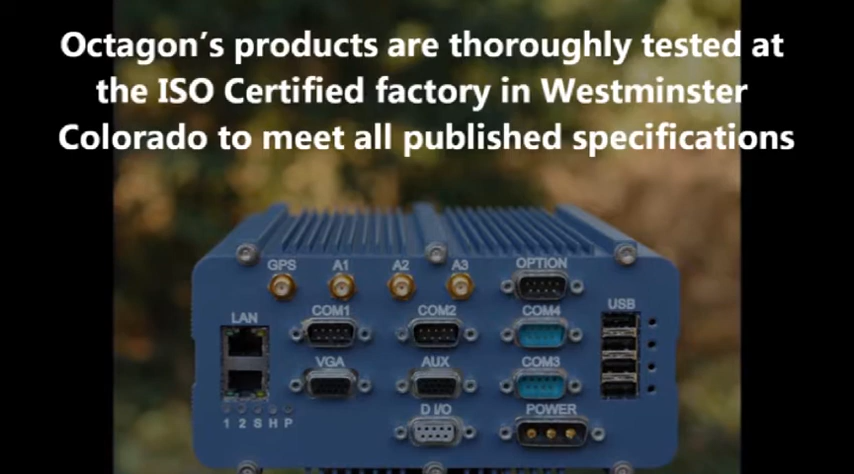 Octagon's products are thoroughly tested at
the ISO Certified factory in Westminster
Colorado to meet all published specifications
GPS A1 A2 A3 OPTION
LAN COM1 COM2 COM4 USB
VGA AUX COM3
1 2 S H P D I/O POWER